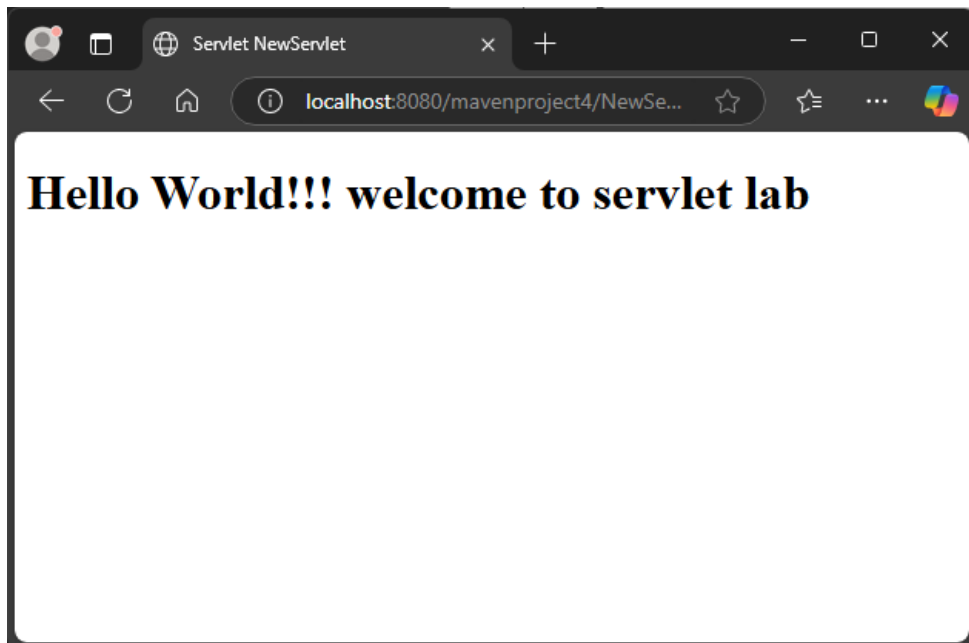 Servlet NewServlet
localhost:8080/mavenproject4/NewSe...
Hello World!!! welcome to servlet lab